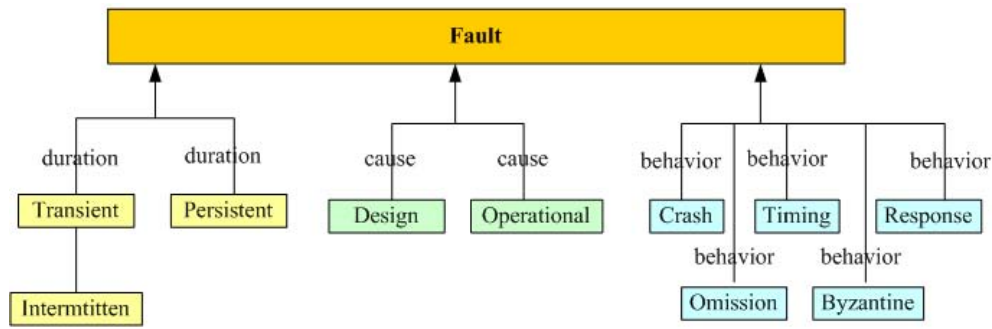 Fault
duration
duration
cause
cause
behavior
behavior
behavior
Transient
Persistent
Design
Operational
Crash
Timing
Response
behavior
behavior
Intermtitten
Omission
Byzantine